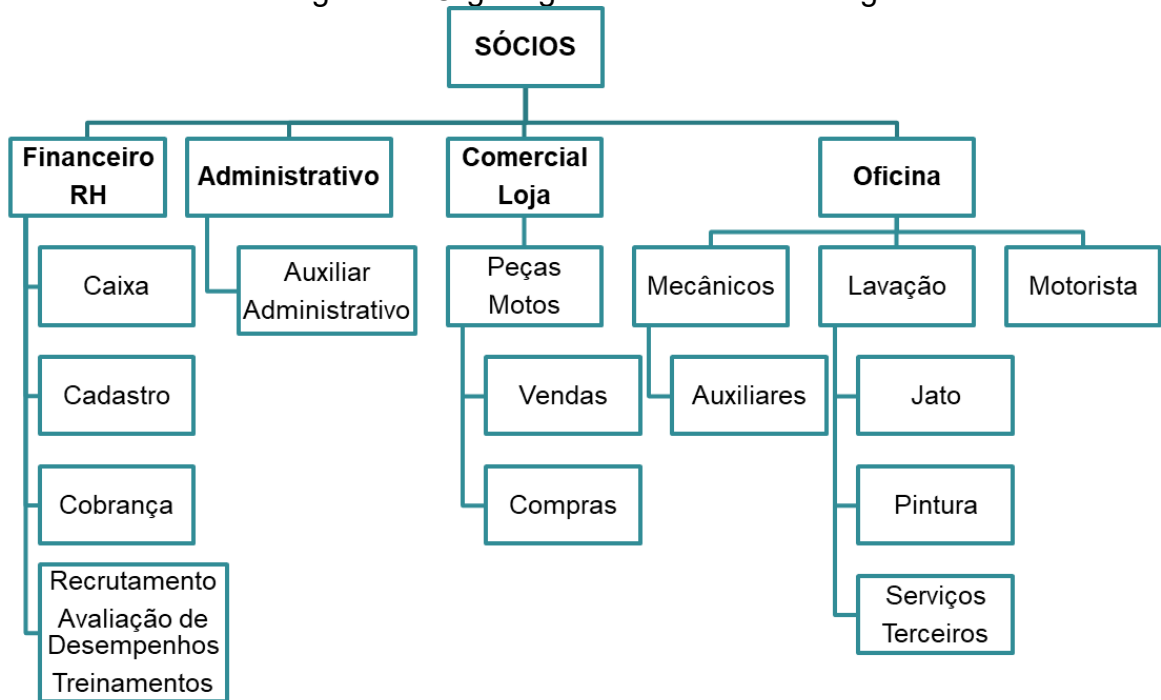 SÓCIOS
Financeiro
RH
Administrativo
Comercial
Loja
Oficina
Caixa
Auxiliar
Administrativo
Peças
Motos
Mecânicos
Lavação
Motorista
Cadastro
Vendas
Auxiliares
Jato
Cobrança
Compras
Pintura
Recrutamento
Avaliação de
Desempenhos
Treinamentos
Serviços
Terceiros